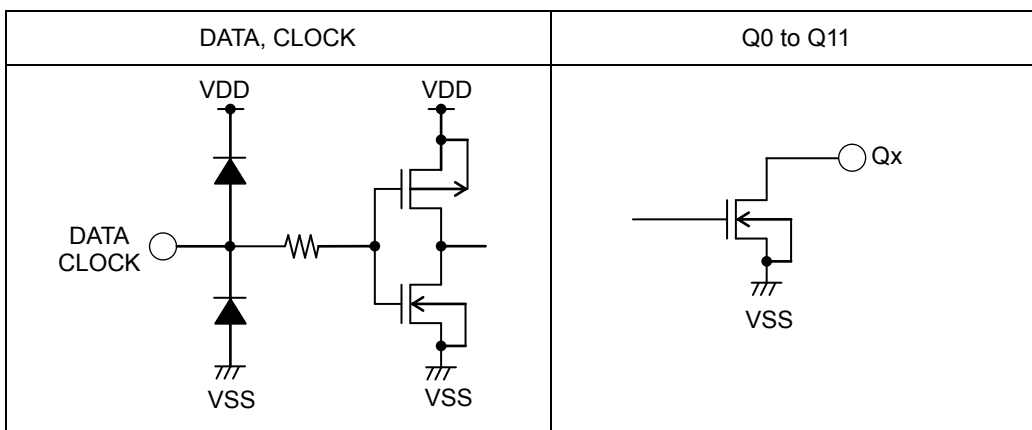 DATA, CLOCK
Q0 to Q11
VDD
VDD
DATA
CLOCK
VSS
VSS
Qx
VSS